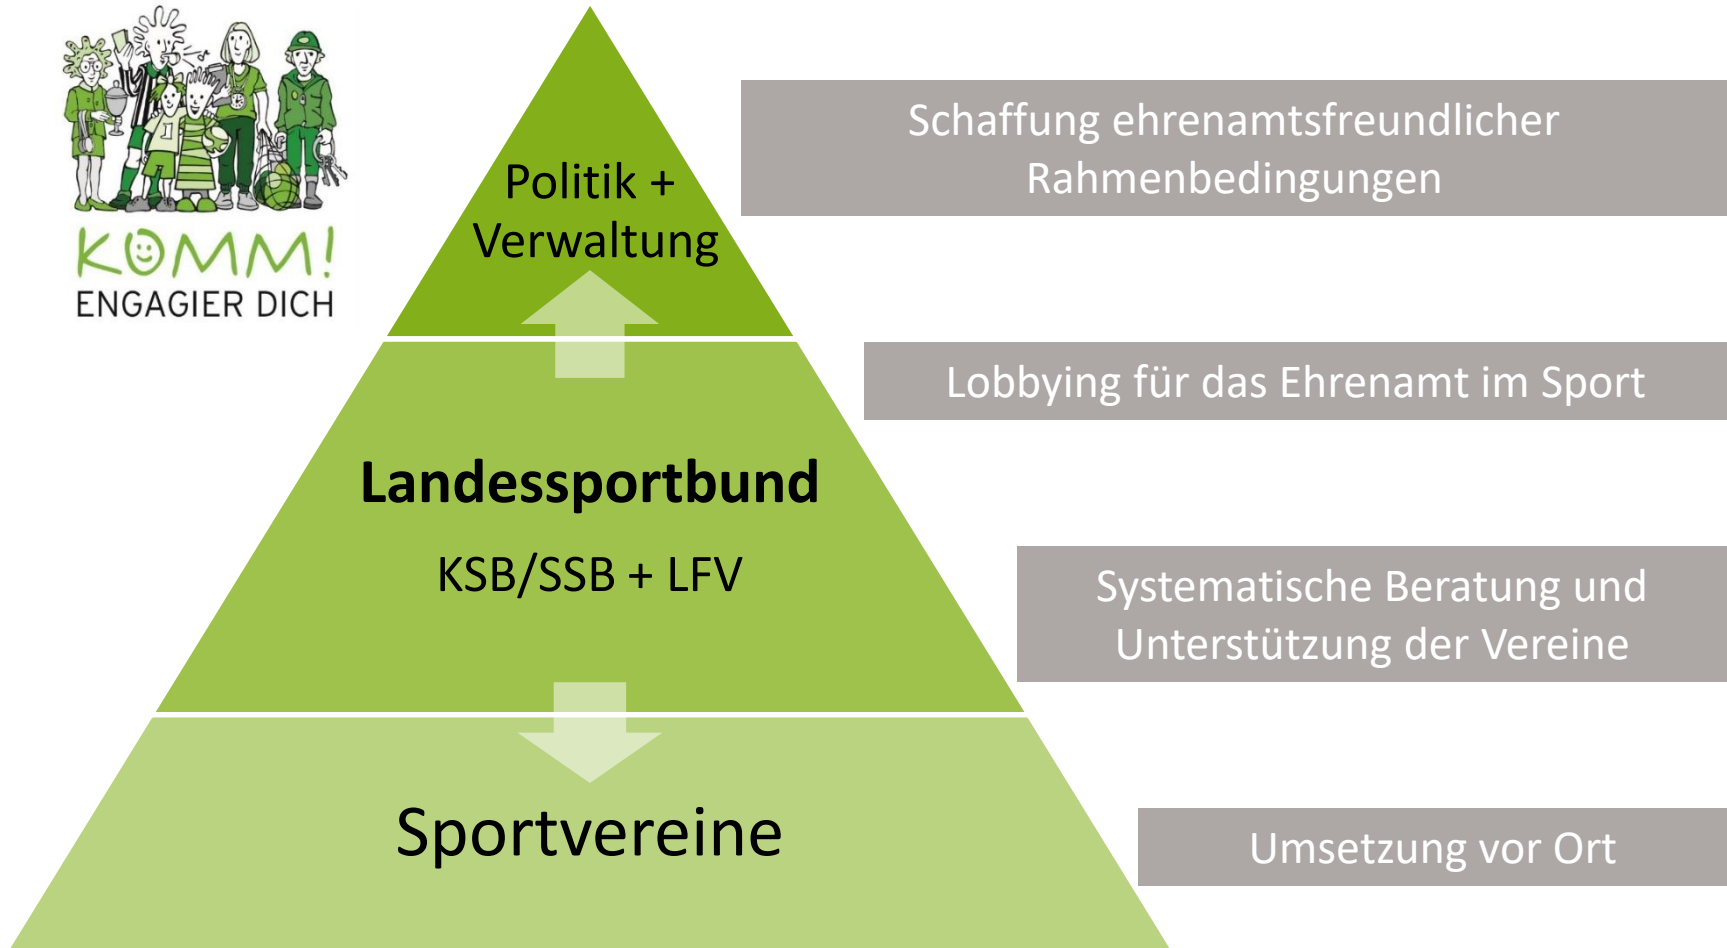 KOMM!
ENGAGIER DICH
Politik +
Verwaltung
Schaffung ehrenamtsfreundlicher
Rahmenbedingungen
Lobbying für das Ehrenamt im Sport
Landessportbund
KSB/SSB + LFV
Systematische Beratung und
Unterstützung der Vereine
Sportvereine
Umsetzung vor Ort